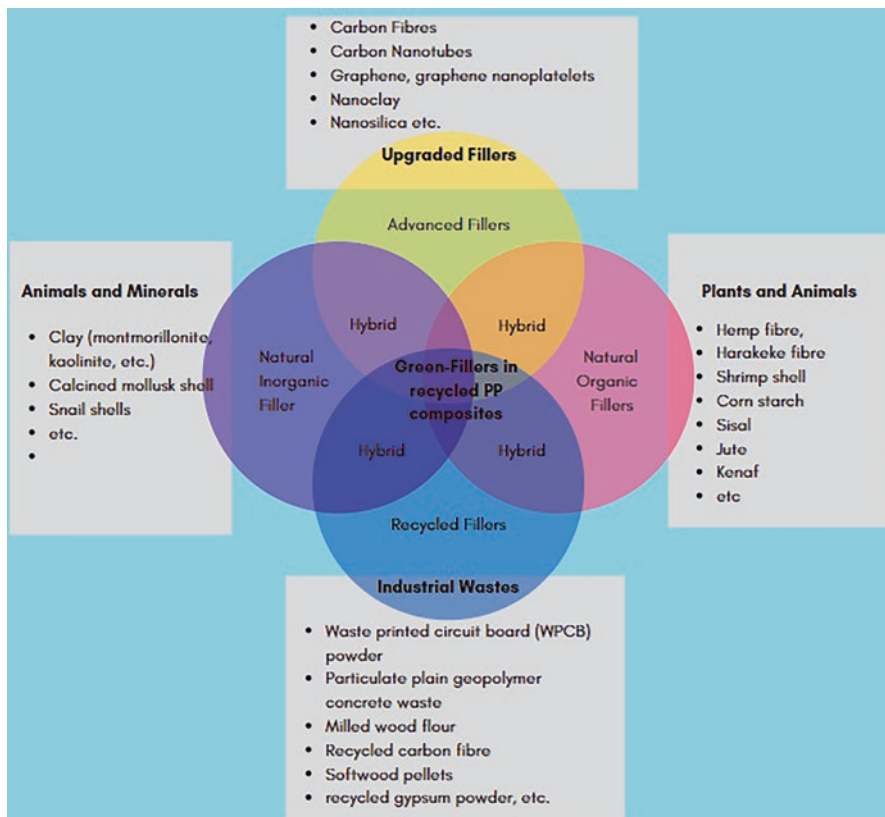 • Carbon Fibres
• Carbon Nanotubes
• Graphene, graphene nanoplatelets
• Nanoclay
• Nanosilica etc.
Upgraded Fillers
Advanced Fillers
Animals and Minerals
• Clay (montmorillonite,
kaolinite, etc.)
• Calcined mollusk shell
• Snail shells
• etc.
•
Natural
Inorganic
Filler
Hybrid
Hybrid
Green-Fillers in
recycled PP
composites
Hybrid
Hybrid
Natural
Organic
Fillers
Plants and Animals
• Hemp fibre,
• Harakeke fibre
• Shrimp shell
• Corn starch
• Sisal
• Jute
• Kenaf
• etc
Recycled Fillers
Industrial Wastes
• Waste printed circuit board (WPCB)
powder
• Particulate plain geopolymer
concrete waste
• Milled wood flour
• Recycled carbon fibre
• Softwood pellets
• recycled gypsum powder, etc.